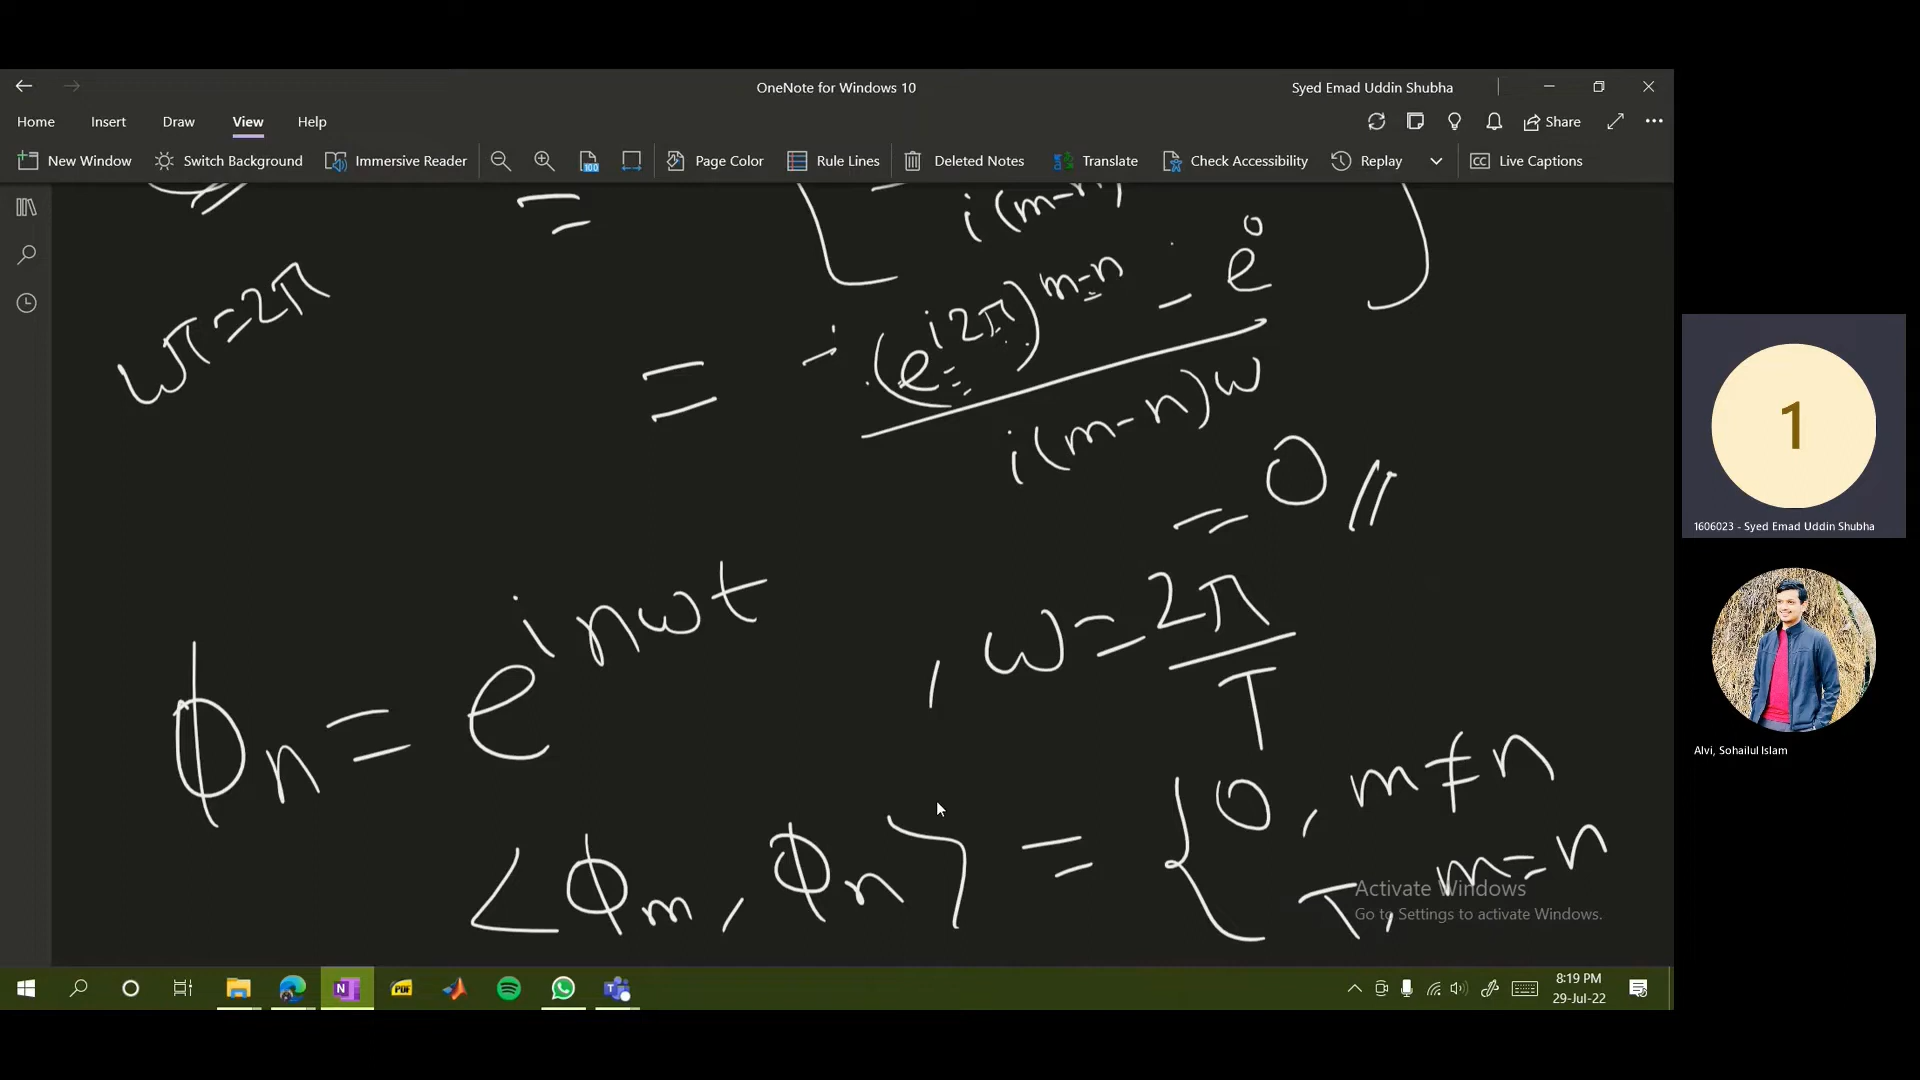 OneNote for Windows 10
Syed Emad Uddin Shubha
Home Insert Draw View Help
Share
New Window Switch Background Immersive Reader Page Color Rule Lines Deleted Notes Translate Check Accessibility Replay Live Captions
i(m-n)
ωT=2π
= (e^{i2π})^{m-n} - e^0
i(m-n)ω
= 0 //
ϕ_n = e^{inωt} , ω = 2π/T
⟨ϕ_m, ϕ_n⟩ = { 0, m≠n
T, m=n
Activate Windows
Go to Settings to activate Windows.
1
1606023 - Syed Emad Uddin Shubha
Alvi, Sohailul Islam
8:19 PM
29-Jul-22